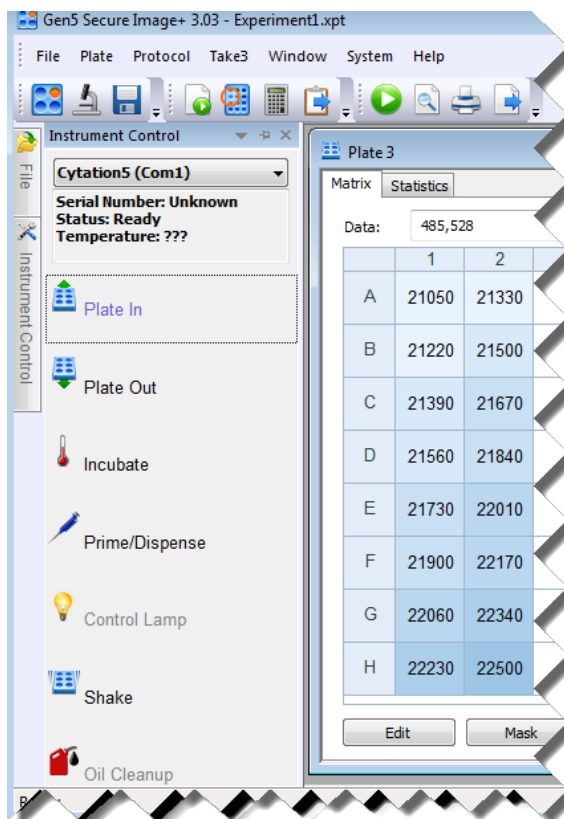 Gen5 Secure Image+ 3.03 - Experiment1.xpt
File Plate Protocol Take3 Window System Help
Instrument Control
File
Instrument Control
Cytation5 (Com1)
Serial Number: Unknown
Status: Ready
Temperature: ???
Plate In
Plate Out
Incubate
Prime/Dispense
Control Lamp
Shake
Oil Cleanup
Plate 3
Matrix Statistics
Data: 485,528
1 2
A 21050 21330
B 21220 21500
C 21390 21670
D 21560 21840
E 21730 22010
F 21900 22170
G 22060 22340
H 22230 22500
Edit Mask